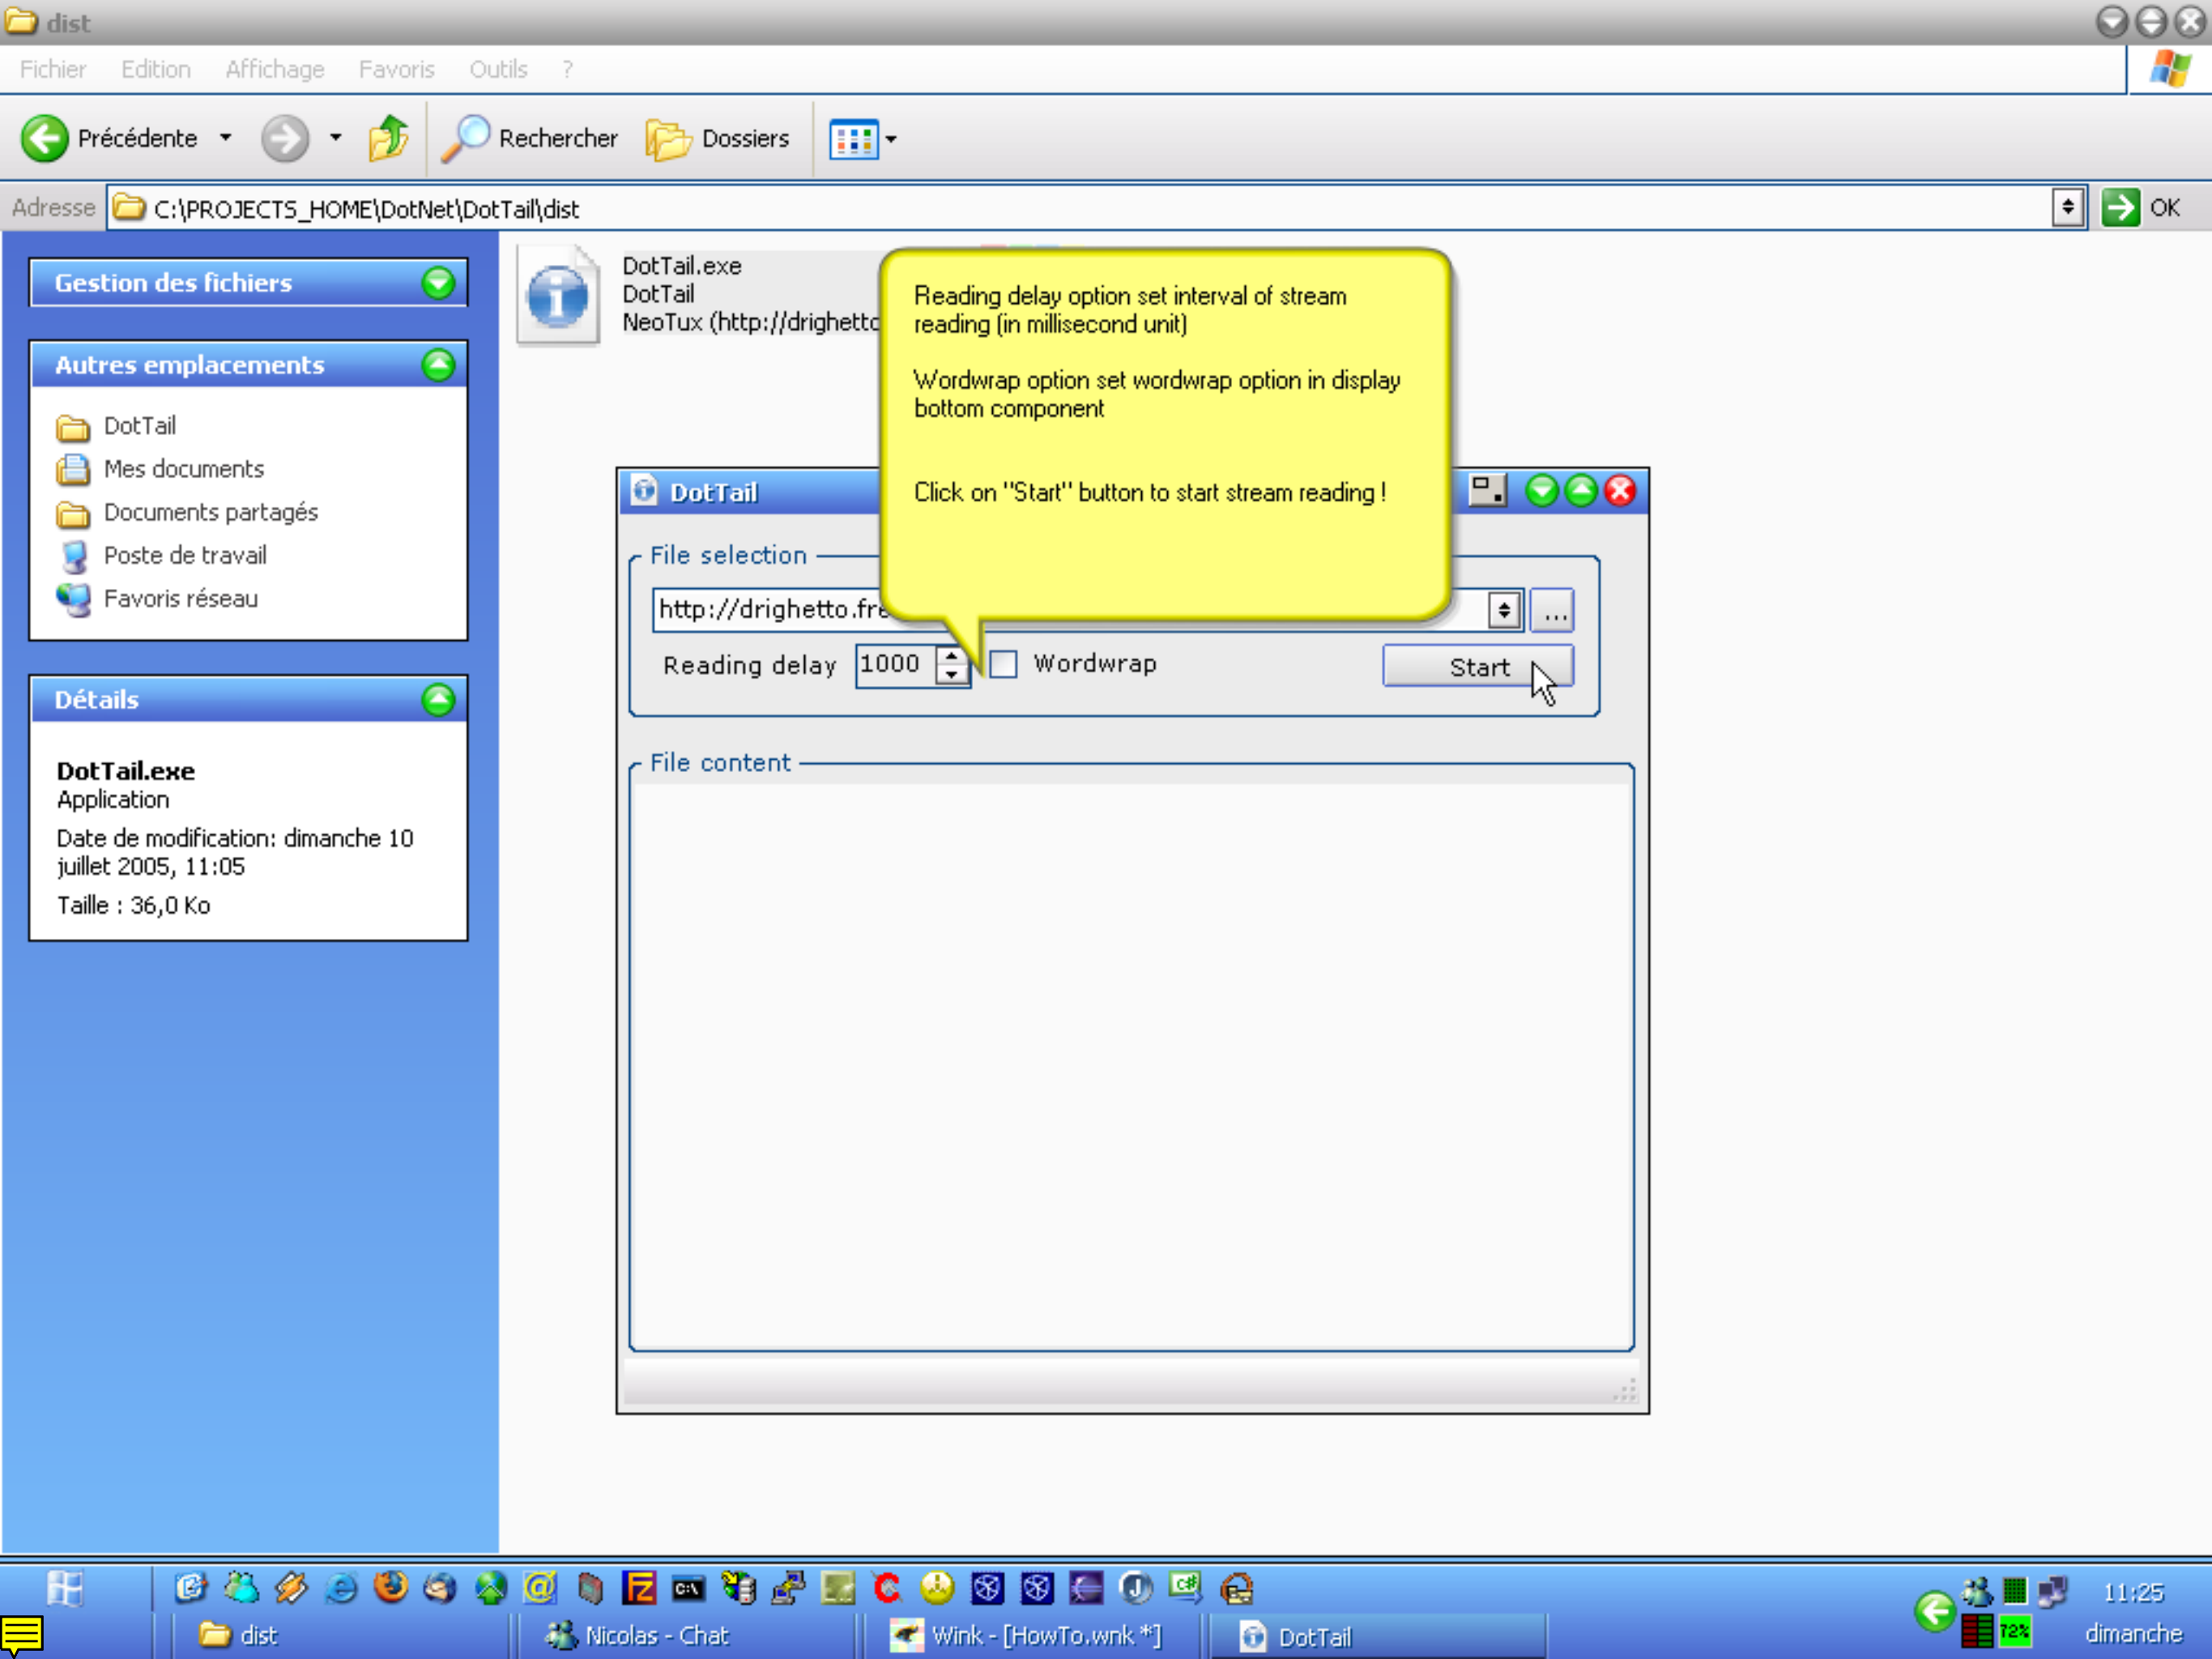 dist
Fichier Edition Affichage Favoris Outils ?
Précédente Rechercher Dossiers
Adresse C:\PROJECTS_HOME\DotNet\DotTail\dist OK
Gestion des fichiers
Autres emplacements
DotTail
Mes documents
Documents partagés
Poste de travail
Favoris réseau
Détails
DotTail.exe
Application
Date de modification: dimanche 10
juillet 2005, 11:05
Taille : 36,0 Ko
DotTail.exe
DotTail
NeoTux (http://drighetto
Reading delay option set interval of stream
reading (in millisecond unit)
Wordwrap option set wordwrap option in display
bottom component
Click on "Start" button to start stream reading !
DotTail
File selection
http://drighetto.fre
...
Reading delay 1000 Wordwrap Start
File content
11:25
dist Nicolas - Chat Wink - [HowTo.wnk *] DotTail 72% dimanche